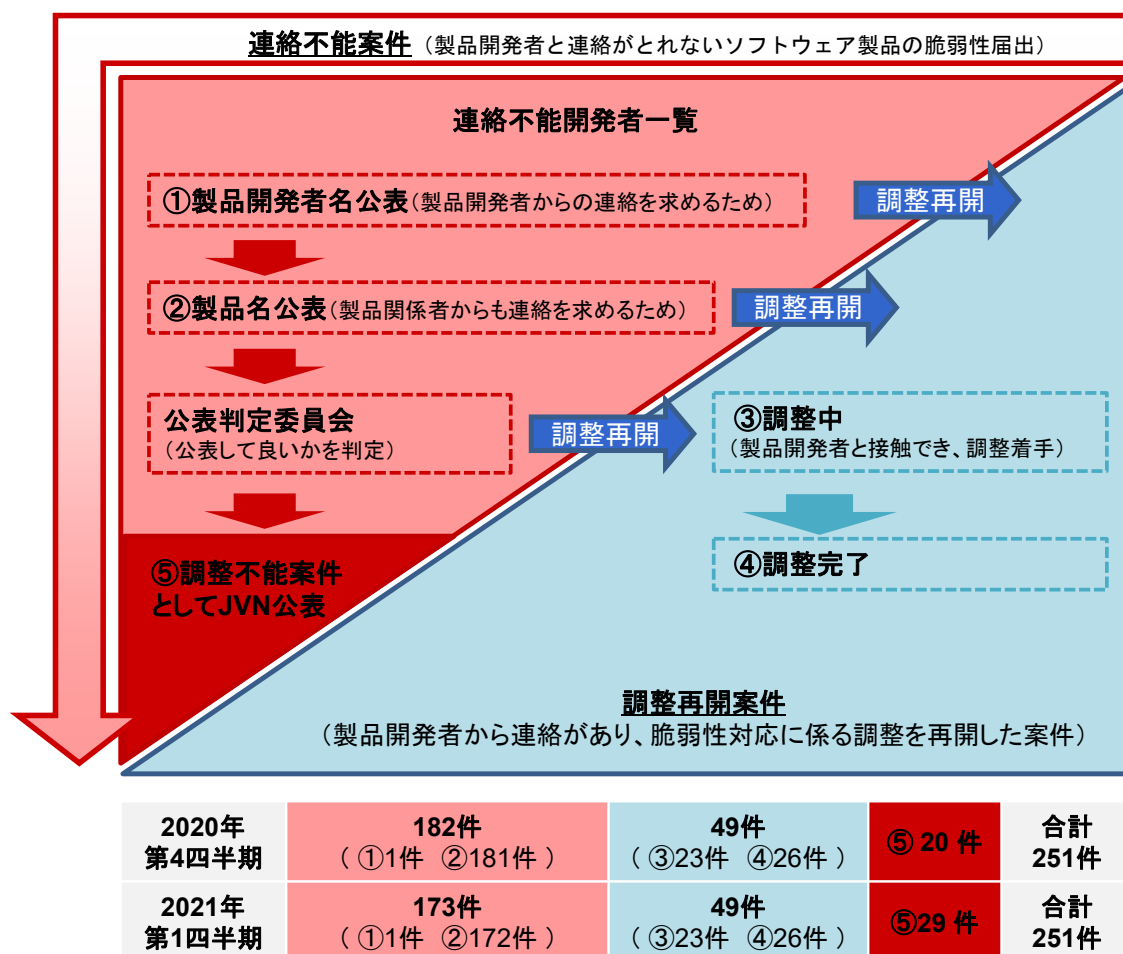 連絡不能案件（製品開発者と連絡がとれないソフトウェア製品の脆弱性届出）
連絡不能開発者一覧
①製品開発者名公表（製品開発者からの連絡を求めるため）
調整再開
②製品名公表（製品関係者からも連絡を求めるため）
調整再開
公表判定委員会
（公表して良いかを判定）
調整再開
③調整中
（製品開発者と接触でき、調整着手）
④調整完了
⑤調整不能案件
としてJVN公表
調整再開案件
（製品開発者から連絡があり、脆弱性対応に係る調整を再開した案件）
2020年
第4四半期
182件
（ ①1件 ②181件 ）
49件
（ ③23件 ④26件 ）
⑤ 20 件
合計
251件
2021年
第1四半期
173件
（ ①1件 ②172件 ）
49件
（ ③23件 ④26件 ）
⑤29 件
合計
251件